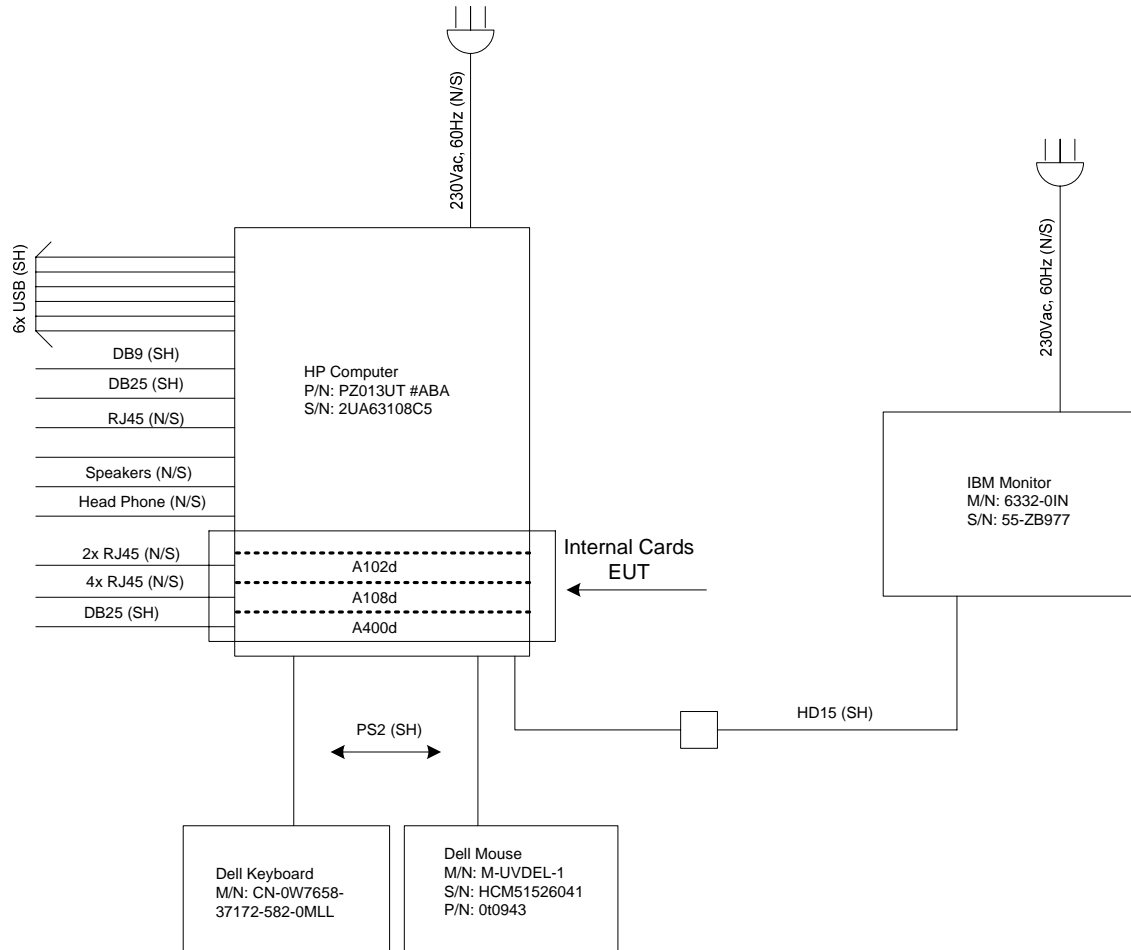 230Vac, 60Hz (N/S)
230Vac, 60Hz (N/S)
6x USB (SH)
DB9 (SH)
DB25 (SH)
RJ45 (N/S)
Speakers (N/S)
Head Phone (N/S)
2x RJ45 (N/S)
4x RJ45 (N/S)
DB25 (SH)
HP Computer
P/N: PZ013UT #ABA
S/N: 2UA63108C5
A102d
A108d
A400d
Internal Cards
EUT
IBM Monitor
M/N: 6332-0IN
S/N: 55-ZB977
HD15 (SH)
PS2 (SH)
Dell Keyboard
M/N: CN-0W7658-
37172-582-0MLL
Dell Mouse
M/N: M-UVDEL-1
S/N: HCM51526041
P/N: 0t0943